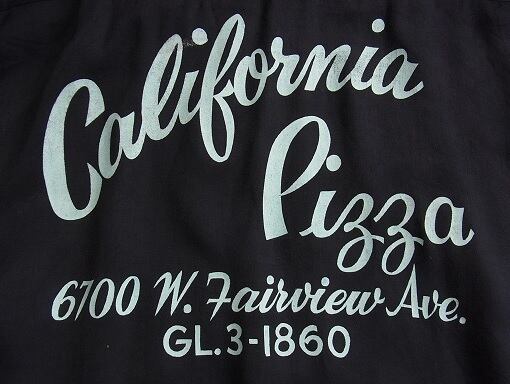 California
Pizza
6700 W. Fairview Ave.
GL.3-1860